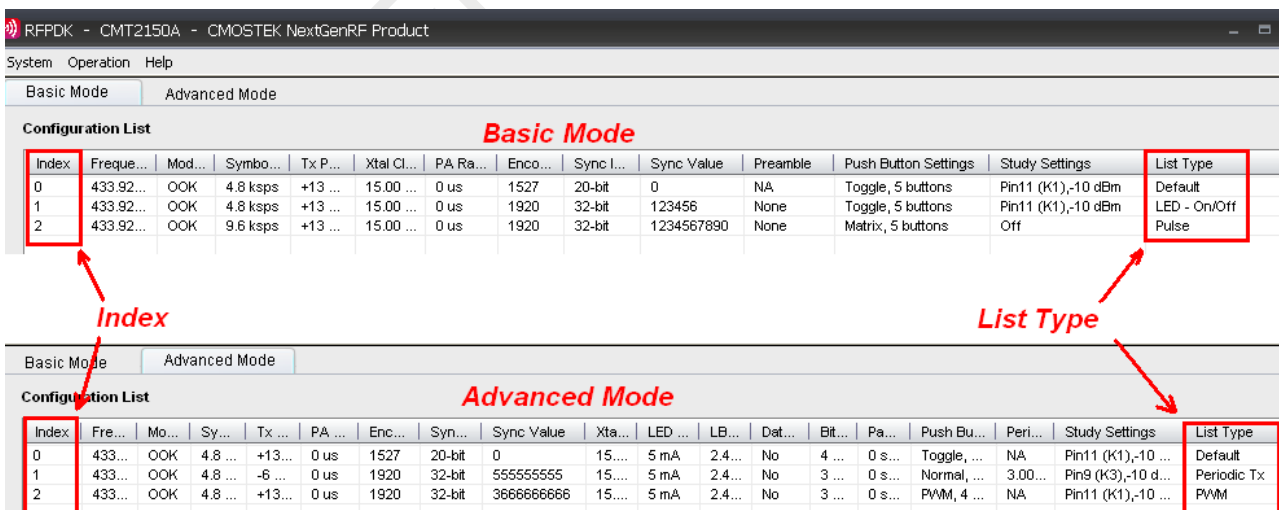 RFPDK - CMT2150A - CMOSTEK NextGenRF Product
System Operation Help
Basic Mode Advanced Mode
Configuration List
Basic Mode
Index Freque... Mod... Symbo... Tx P... Xtal Cl... PA Ra... Enco... Sync l... Sync Value Preamble Push Button Settings Study Settings List Type
0 433.92... OOK 4.8 ksps +13 ... 15.00 ... 0 us 1527 20-bit 0 NA Toggle, 5 buttons Pin11 (K1),-10 dBm Default
1 433.92... OOK 4.8 ksps +13 ... 15.00 ... 0 us 1920 32-bit 123456 None Toggle, 5 buttons Pin11 (K1),-10 dBm LED - On/Off
2 433.92... OOK 9.6 ksps +13 ... 15.00 ... 0 us 1920 32-bit 1234567890 None Matrix, 5 buttons Off Pulse
Index
List Type
Basic Mode Advanced Mode
Configuration List
Advanced Mode
Index Fre... Mo... Sy... Tx ... PA ... Enc... Syn... Sync Value Xta... LED ... LB... Dat... Bit... Pa... Push Bu... Peri... Study Settings List Type
0 433... OOK 4.8 ... +13... 0 us 1527 20-bit 0 15.... 5 mA 2.4... No 4 ... 0 s... Toggle, ... NA Pin11 (K1),-10 ... Default
1 433... OOK 4.8 ... -6 ... 0 us 1920 32-bit 555555555 15.... 5 mA 2.4... No 3 ... 0 s... Normal, ... 3.00... Pin9 (K3),-10 d... Periodic Tx
2 433... OOK 4.8 ... +13... 0 us 1920 32-bit 3666666666 15.... 5 mA 2.4... No 3 ... 0 s... PWM, 4 ... NA Pin11 (K1),-10 ... PWM